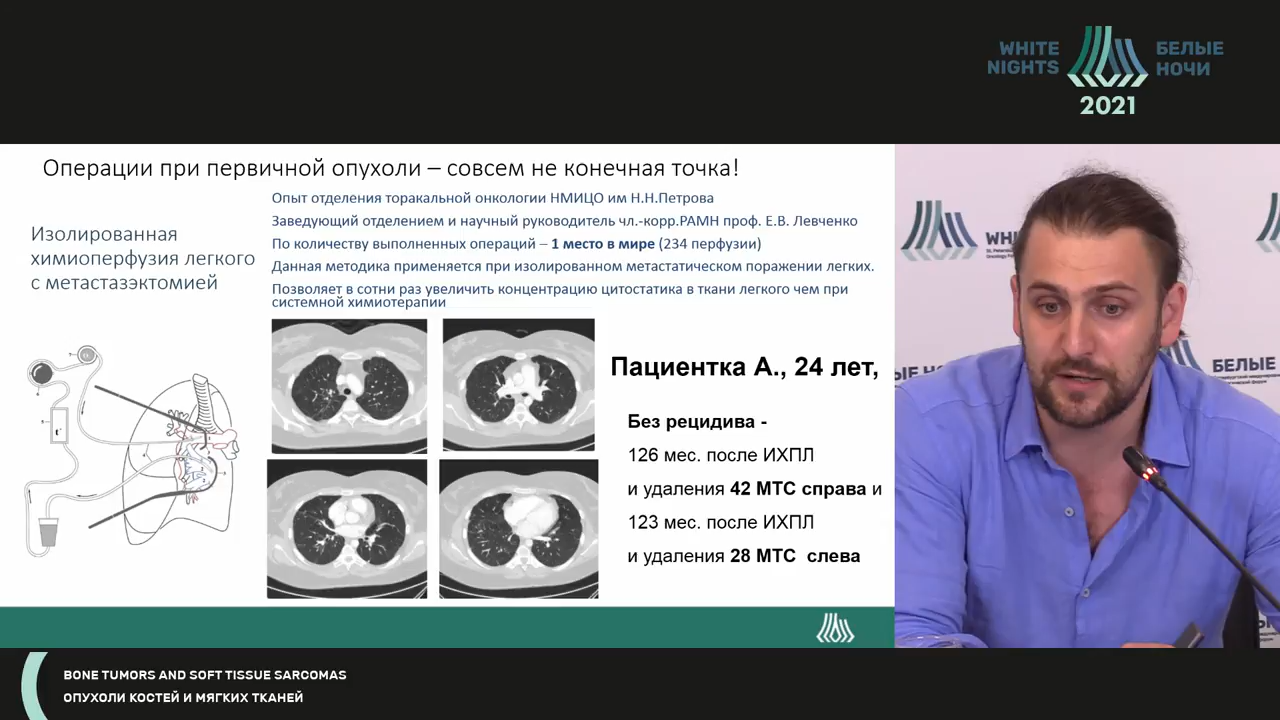 WHITE
NIGHTS
БЕЛЫЕ
НОЧИ
2021
Операции при первичной опухоли – совсем не конечная точка!
Изолированная
химиоперфузия легкого
с метастазэктомией
Опыт отделения торакальной онкологии НМИЦО им Н.Н.Петрова
Заведующий отделением и научный руководитель чл.-корр.РАМН проф. Е.В. Левченко
По количеству выполненных операций – 1 место в мире (234 перфузии)
Данная методика применяется при изолированном метастатическом поражении легких.
Позволяет в сотни раз увеличить концентрацию цитостатика в ткани легкого чем при
системной химиотерапии
Пациентка А., 24 лет,
Без рецидива -
126 мес. после ИХПЛ
и удаления 42 МТС справа и
123 мес. после ИХПЛ
и удаления 28 МТС слева
БЕЛЫЕ
BONE TUMORS AND SOFT TISSUE SARCOMAS
ОПУХОЛИ КОСТЕЙ И МЯГКИХ ТКАНЕЙ